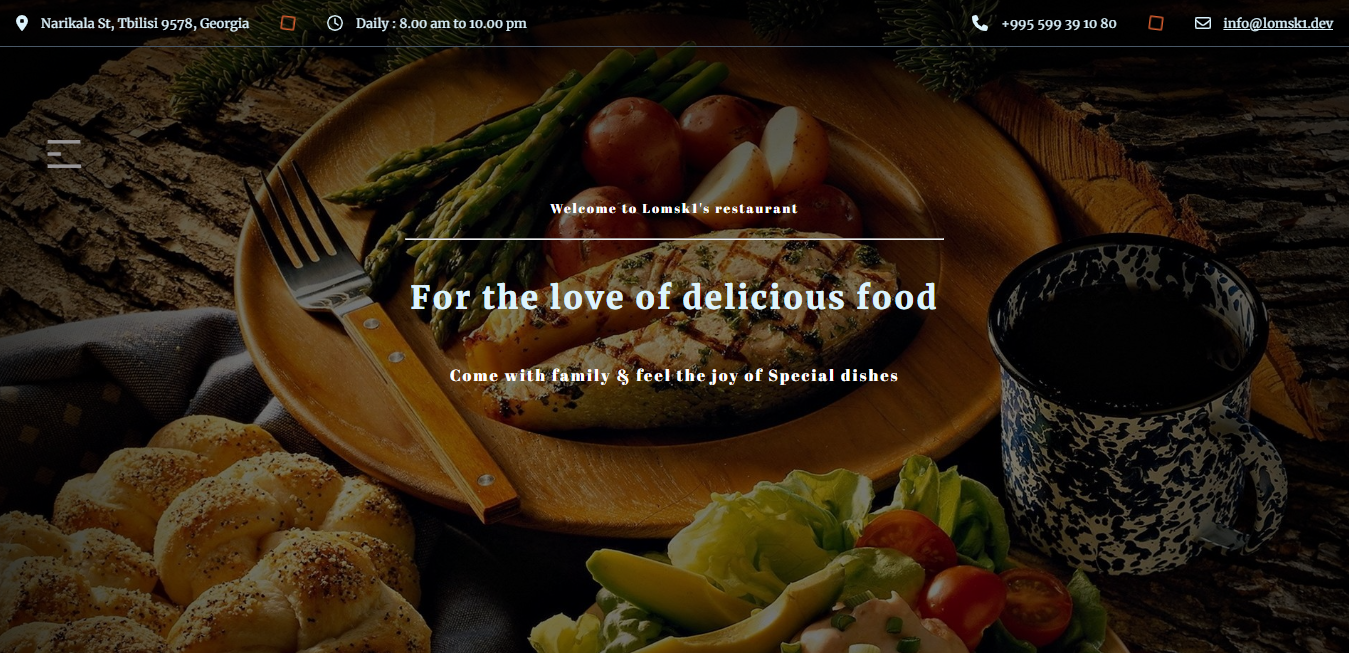 Narikala St, Tbilisi 9578, Georgia
Daily : 8.00 am to 10.00 pm
+995 599 39 10 80
info@lomsk1.dev
Welcome to Lomsk1's restaurant
For the love of delicious food
Come with family & feel the joy of Special dishes